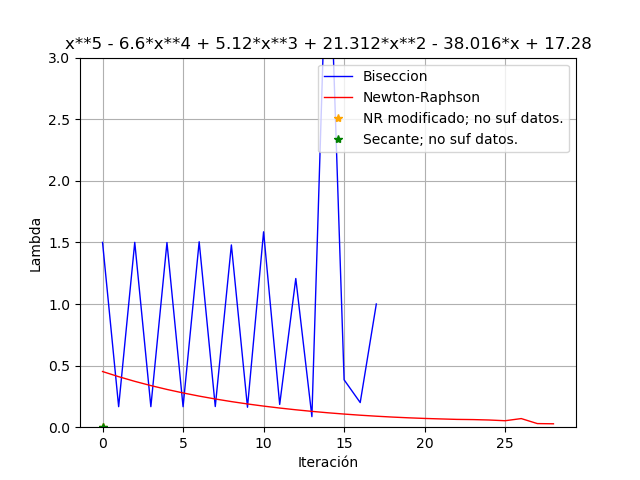 x**5 - 6.6*x**4 + 5.12*x**3 + 21.312*x**2 - 38.016*x + 17.28
3.0
2.5
2.0
1.5
1.0
0.5
0.0
Lambda
Biseccion
Newton-Raphson
NR modificado; no suf datos.
Secante; no suf datos.
0
5
10
15
20
25
Iteración